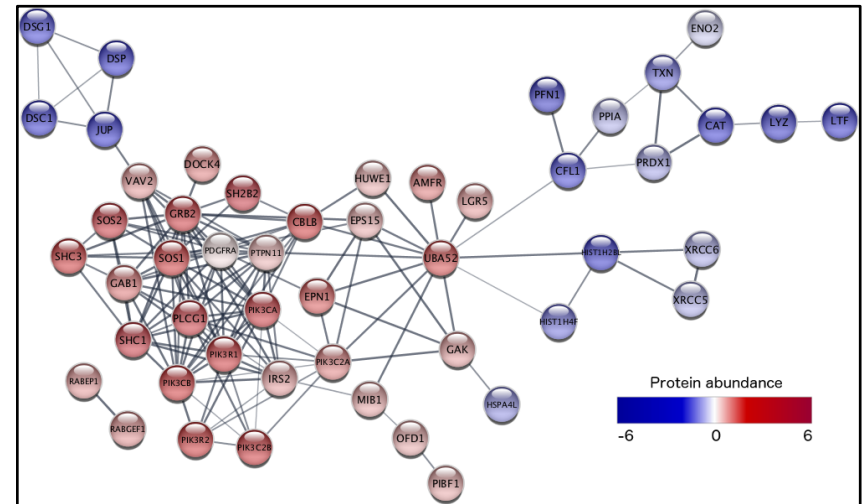 DSG1
ENO2
DSP
TXN
PFN1
PPIA
DSC1
JUP
CAT
LYZ
LTF
PRDX1
CFL1
DOCK4
VAV2
HUWE1
AMFR
SH2B2
LGR5
SOS2
GRB2
CBLB
EPS15
SHC3
SOS1
PDGFRA
PTPN11
UBA52
XRCC6
GAB1
EPN1
XRCC5
PLCG1
PIK3CA
HIST1H4F
SHC1
PIK3R1
PIK3C2A
GAK
RABEP1
PIK3CB
IRS2
MIB1
HSPA4L
Protein abundance
-6 0 6
RABGEF1
PIK3R2
PIK3C2B
OFD1
PIBF1